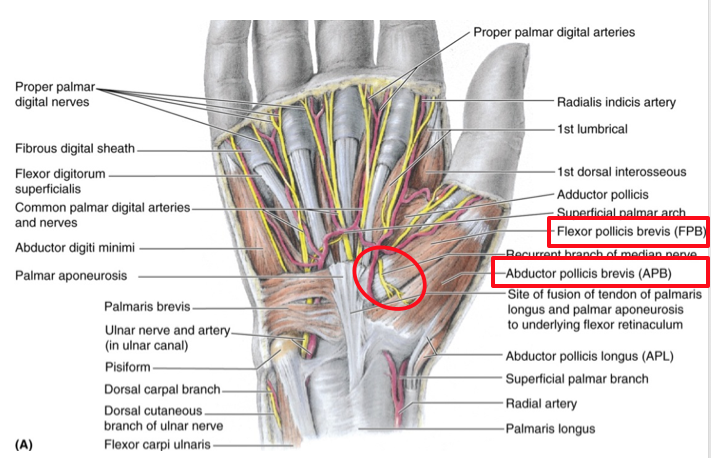 Proper palmar digital arteries
Proper palmar
digital nerves
Fibrous digital sheath
Flexor digitorum
superficialis
Common palmar digital arteries
and nerves
Abductor digiti minimi
Palmar aponeurosis
Palmaris brevis
Ulnar nerve and artery
(in ulnar canal)
Pisiform
Dorsal carpal branch
Dorsal cutaneous
branch of ulnar nerve
Flexor carpi ulnaris
(A)
Radialis indicis artery
1st lumbrical
1st dorsal interosseous
Adductor pollicis
Superficial palmar arch
Flexor pollicis brevis (FPB)
Recurrent branch of median nerve
Abductor pollicis brevis (APB)
Site of fusion of tendon of palmaris
longus and palmar aponeurosis
to underlying flexor retinaculum
Abductor pollicis longus (APL)
Superficial palmar branch
Radial artery
Palmaris longus